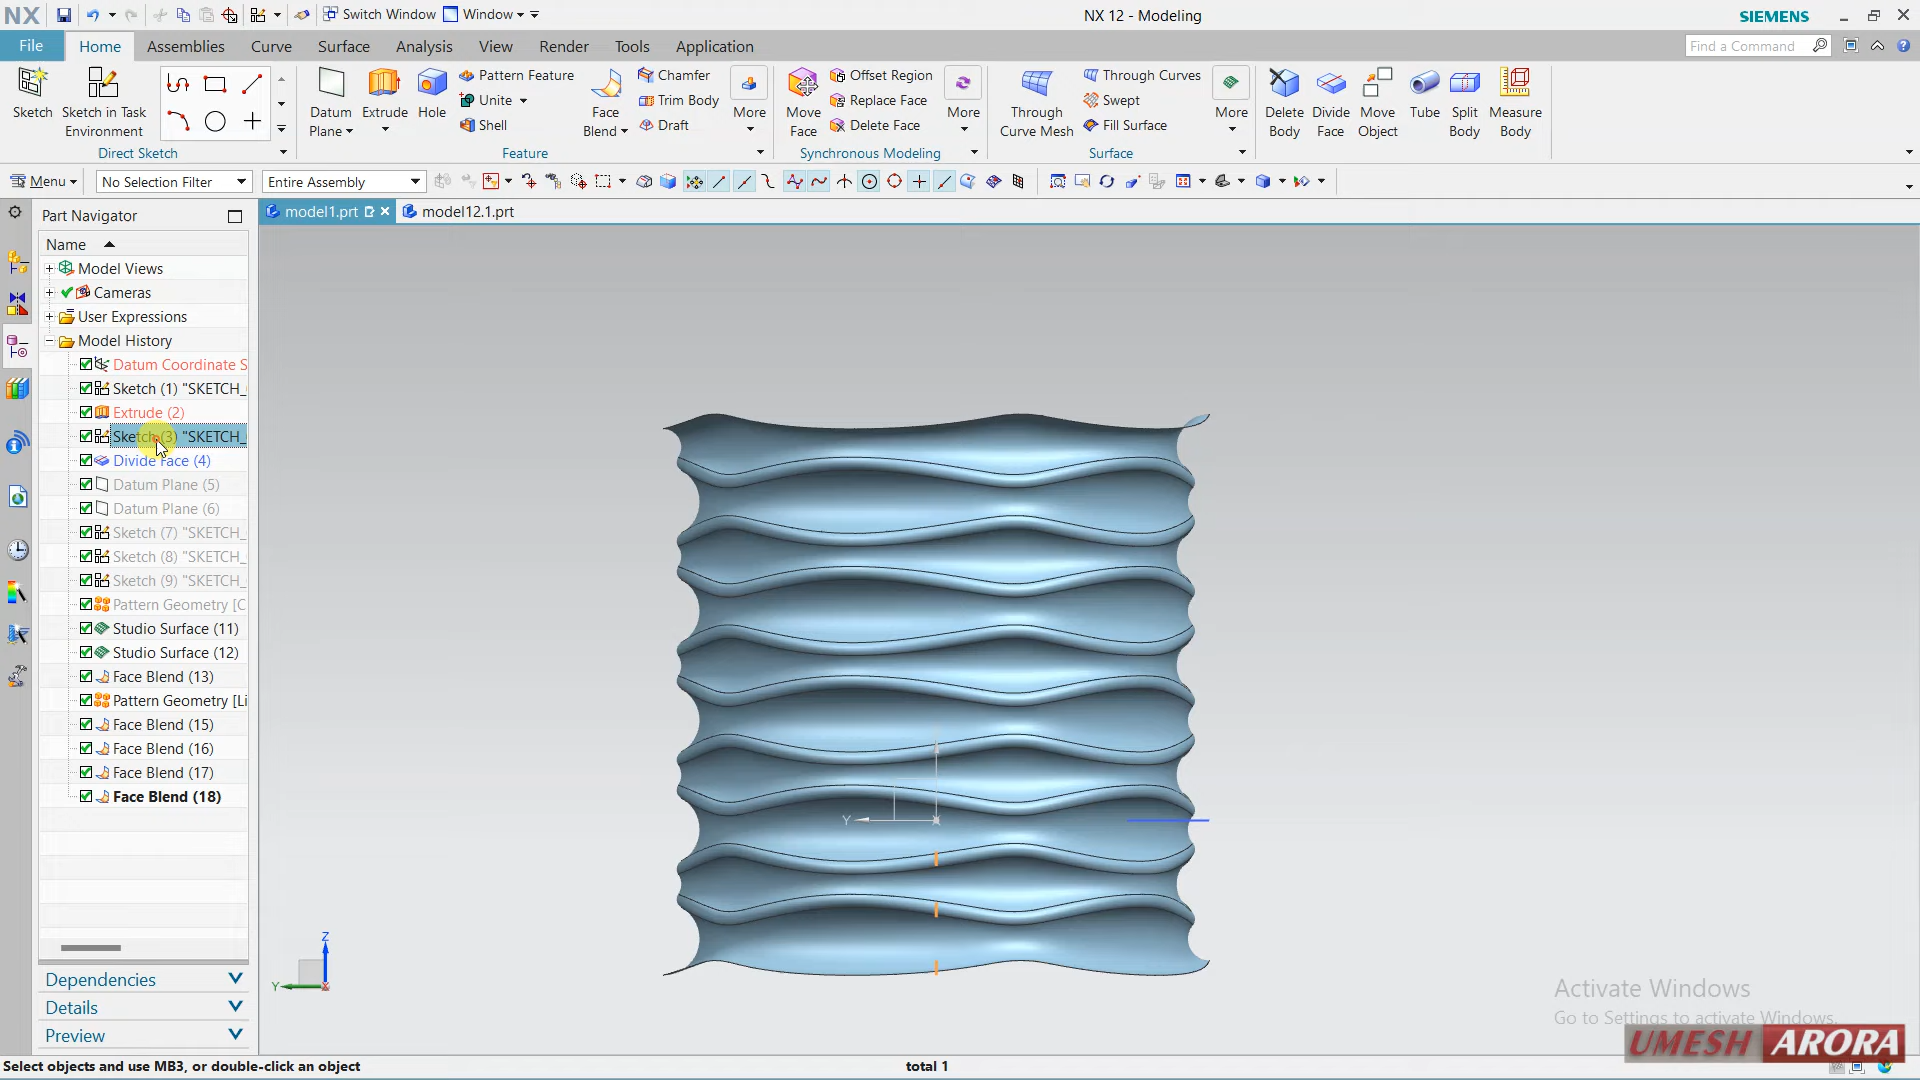 NX Switch Window Window NX 12 - Modeling SIEMENS
File Home Assemblies Curve Surface Analysis View Render Tools Application Find a Command
Sketch
Sketch in Task Environment
Direct Sketch
Datum Plane
Extrude
Hole
Pattern Feature
Unite
Shell
Face Blend
Chamfer
Trim Body
Draft
More
Feature
Move Face
Offset Region
Replace Face
Delete Face
More
Synchronous Modeling
Through Curve Mesh
Through Curves
Swept
Fill Surface
More
Surface
Delete Body
Divide Face
Move Object
Tube
Split Body
Measure Body
Menu No Selection Filter Entire Assembly
Part Navigator
model1.prt model12.1.prt
Name
Model Views
Cameras
User Expressions
Model History
Datum Coordinate S
Sketch (1) "SKETCH_
Extrude (2)
Sketch (3) "SKETCH_
Divide Face (4)
Datum Plane (5)
Datum Plane (6)
Sketch (7) "SKETCH_
Sketch (8) "SKETCH_
Sketch (9) "SKETCH_
Pattern Geometry [C
Studio Surface (11)
Studio Surface (12)
Face Blend (13)
Pattern Geometry [Li
Face Blend (15)
Face Blend (16)
Face Blend (17)
Face Blend (18)
Y
Z
Y
X
Dependencies
Details
Preview
Activate Windows
Go to Settings to activate Windows.
UMESH ARORA
Select objects and use MB3, or double-click an object total 1